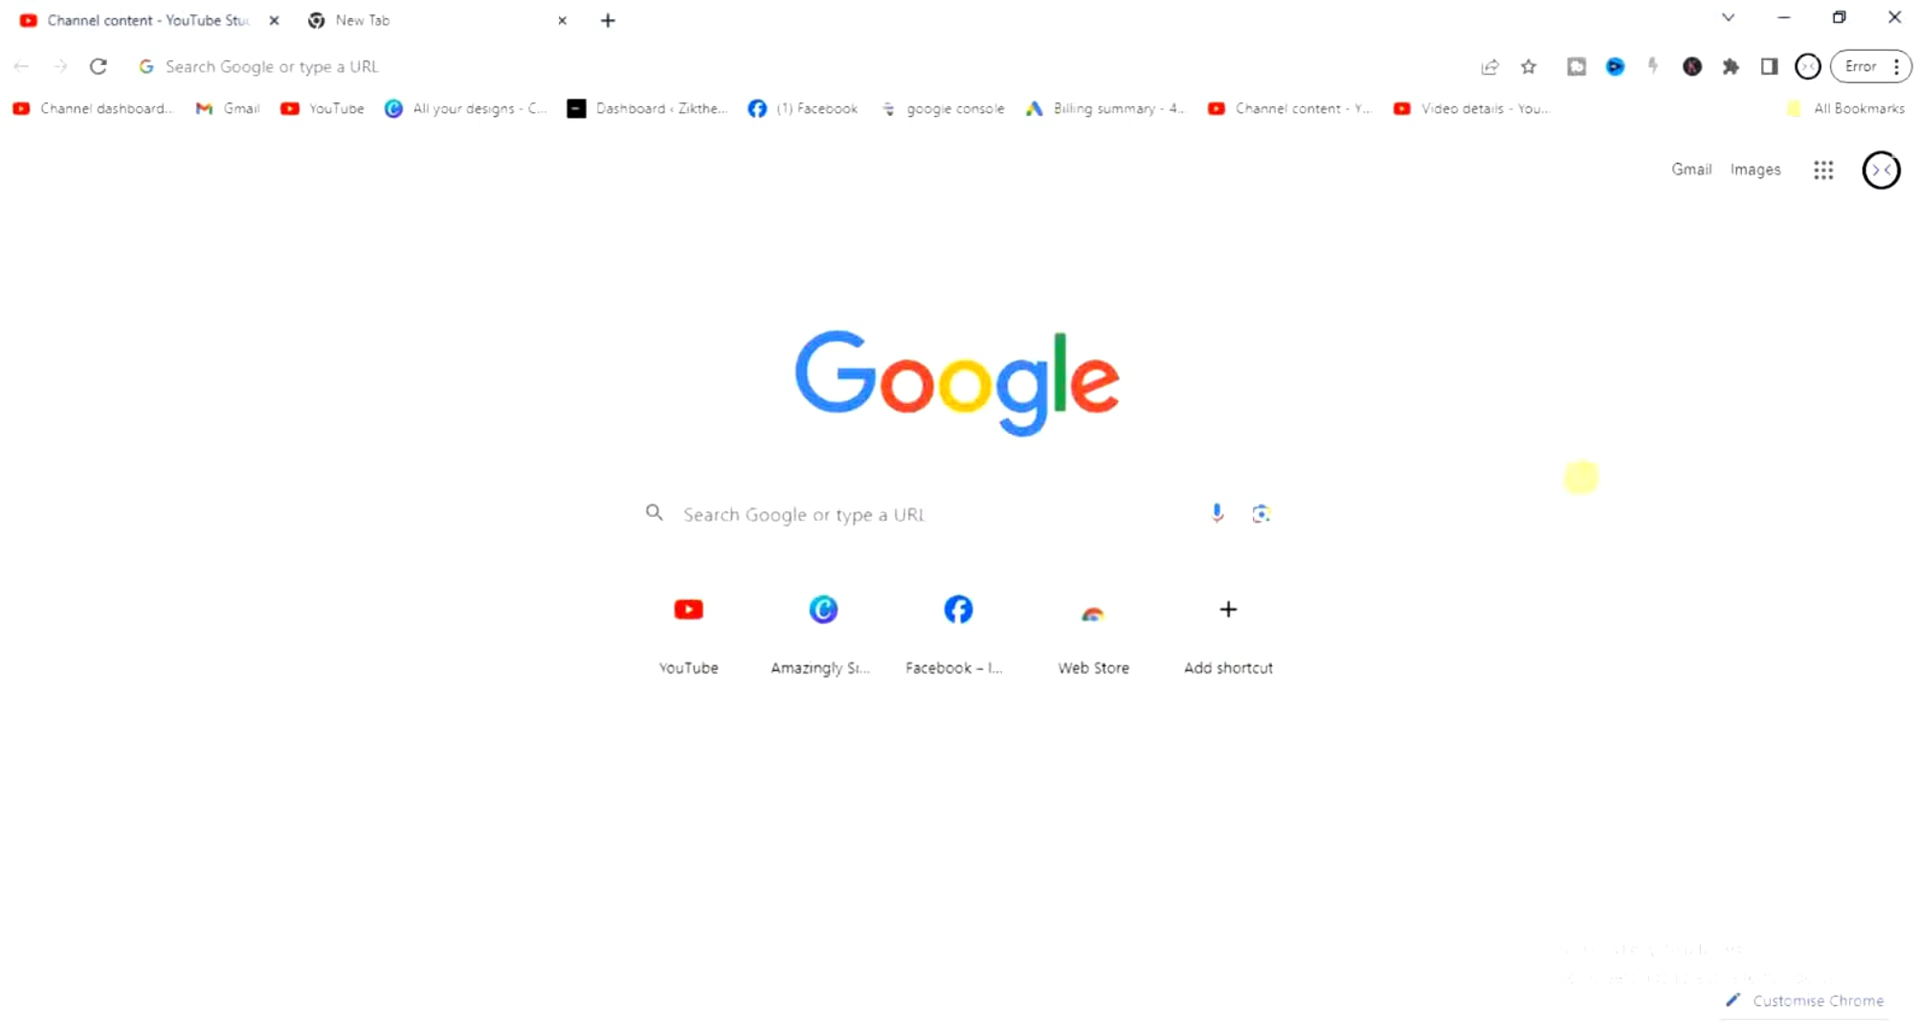 Channel content - YouTube Stu
New Tab
Search Google or type a URL
Error
Channel dashboard...
Gmail
YouTube
All your designs - C...
Dashboard ‹ Zikthe...
(1) Facebook
google console
Billing summary - 4...
Channel content - Y...
Video details - You...
All Bookmarks
Gmail
Images
Google
Search Google or type a URL
YouTube
Amazingly Si...
Facebook – l...
Web Store
Add shortcut
Customise Chrome